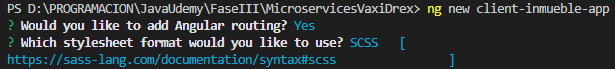 PS D:\PROGRAMACION\JavaUdemy\FaseIII\MicroservicesVaxiDrex> ng new client-inmueble-app
? Would you like to add Angular routing? Yes
? Which stylesheet format would you like to use? SCSS   [
https://sass-lang.com/documentation/syntax#scss                ]